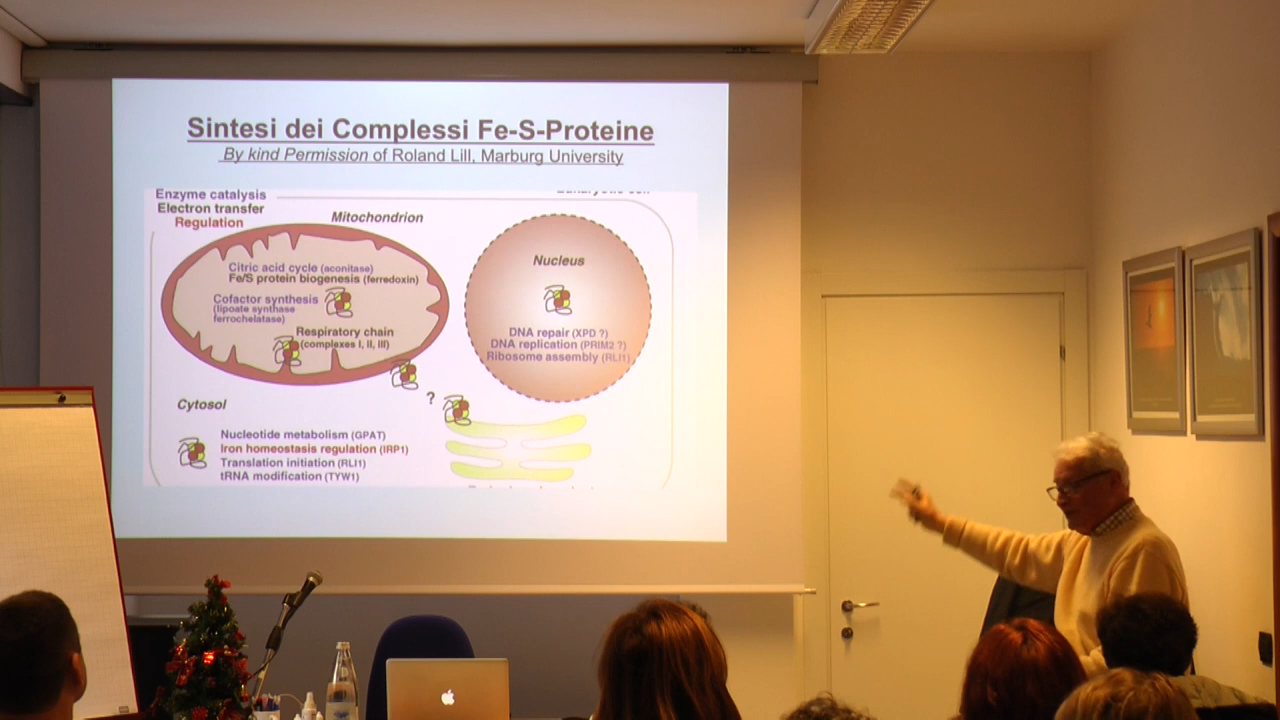 Sintesi dei Complessi Fe-S-Proteine
By kind Permission of Roland Lill, Marburg University
Enzyme catalysis
Electron transfer
Regulation
Mitochondrion
Citric acid cycle (aconitase)
Fe/S protein biogenesis (ferredoxin)
Cofactor synthesis
(lipoate synthase
ferrochelatase)
Respiratory chain
(complexes I, II, III)
Nucleus
DNA repair (XPD ?)
DNA replication (PRIM2 ?)
Ribosome assembly (RLI1)
?
Cytosol
Nucleotide metabolism (GPAT)
Iron homeostasis regulation (IRP1)
Translation initiation (RLI1)
tRNA modification (TYW1)